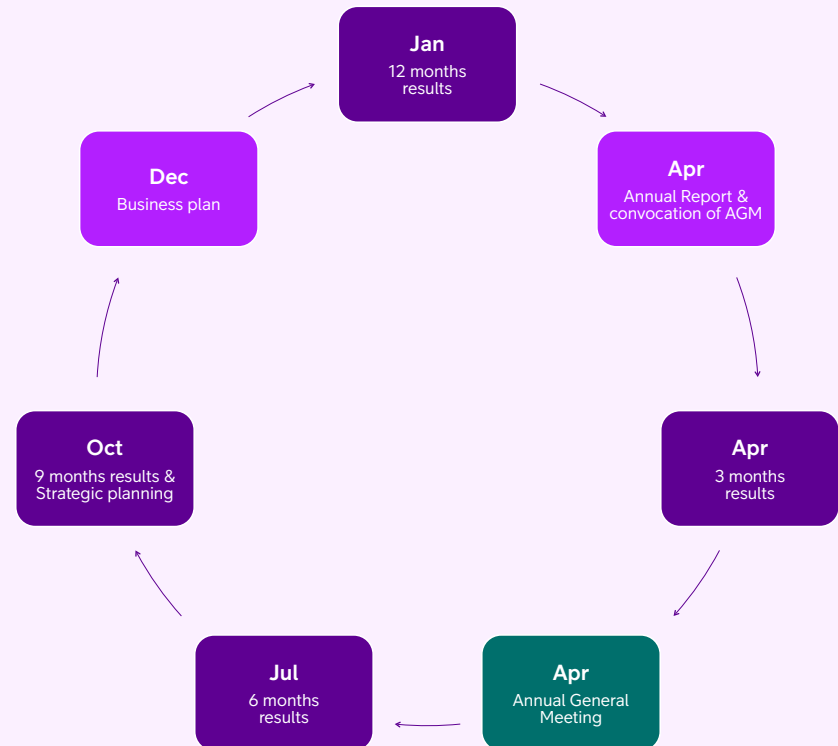 Jan
12 months
results
Apr
Annual Report &
convocation of AGM
Apr
3 months
results
Apr
Annual General
Meeting
Jul
6 months
results
Oct
9 months results &
Strategic planning
Dec
Business plan